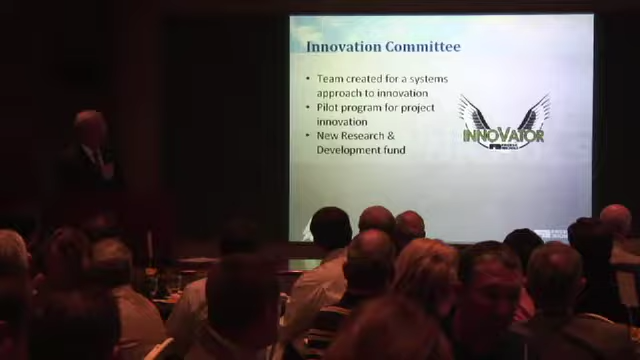 Innovation Committee
• Team created for a systems
approach to innovation
• Pilot program for project
innovation
• New Research &
Development fund
INNOVATOR